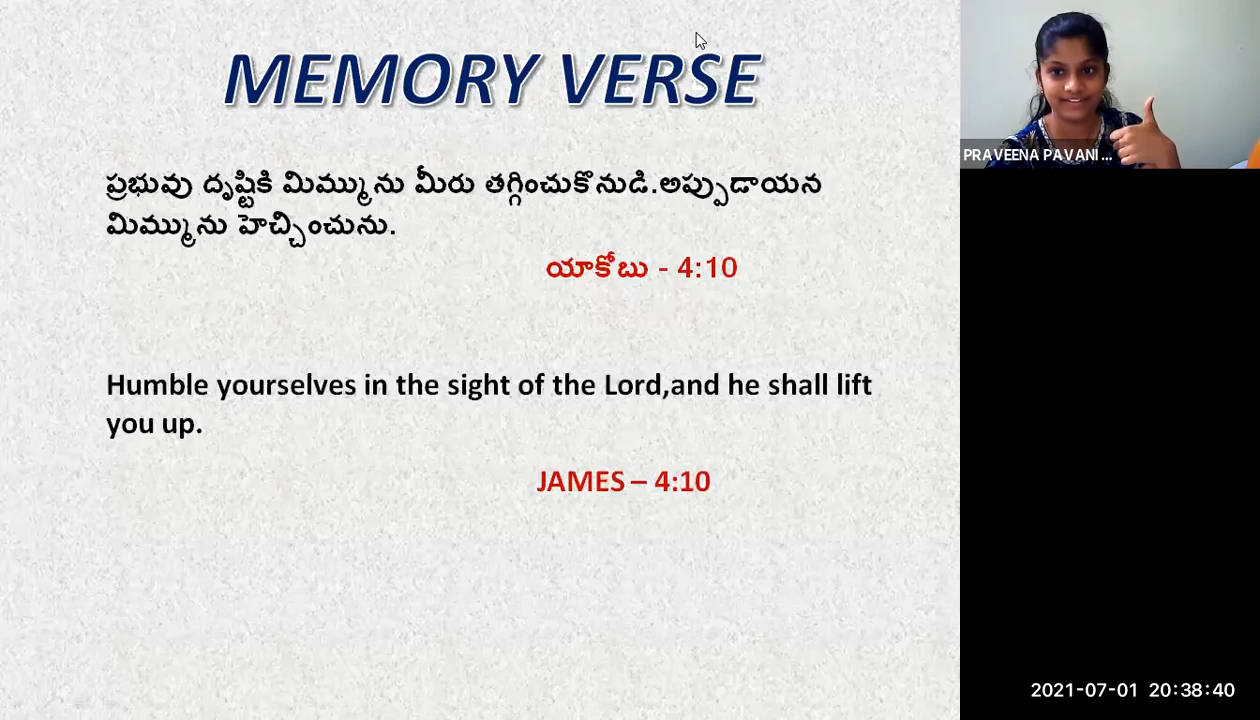 MEMORY VERSE
ప్రభువు దృష్టికి మిమ్మును మీరు తగ్గించుకొనుడి.అప్పుడాయన
మిమ్మును హెచ్చించును.
యాకోబు - 4:10
Humble yourselves in the sight of the Lord,and he shall lift
you up.
JAMES – 4:10
PRAVEENA PAVANI ...
2021-07-01 20:38:40